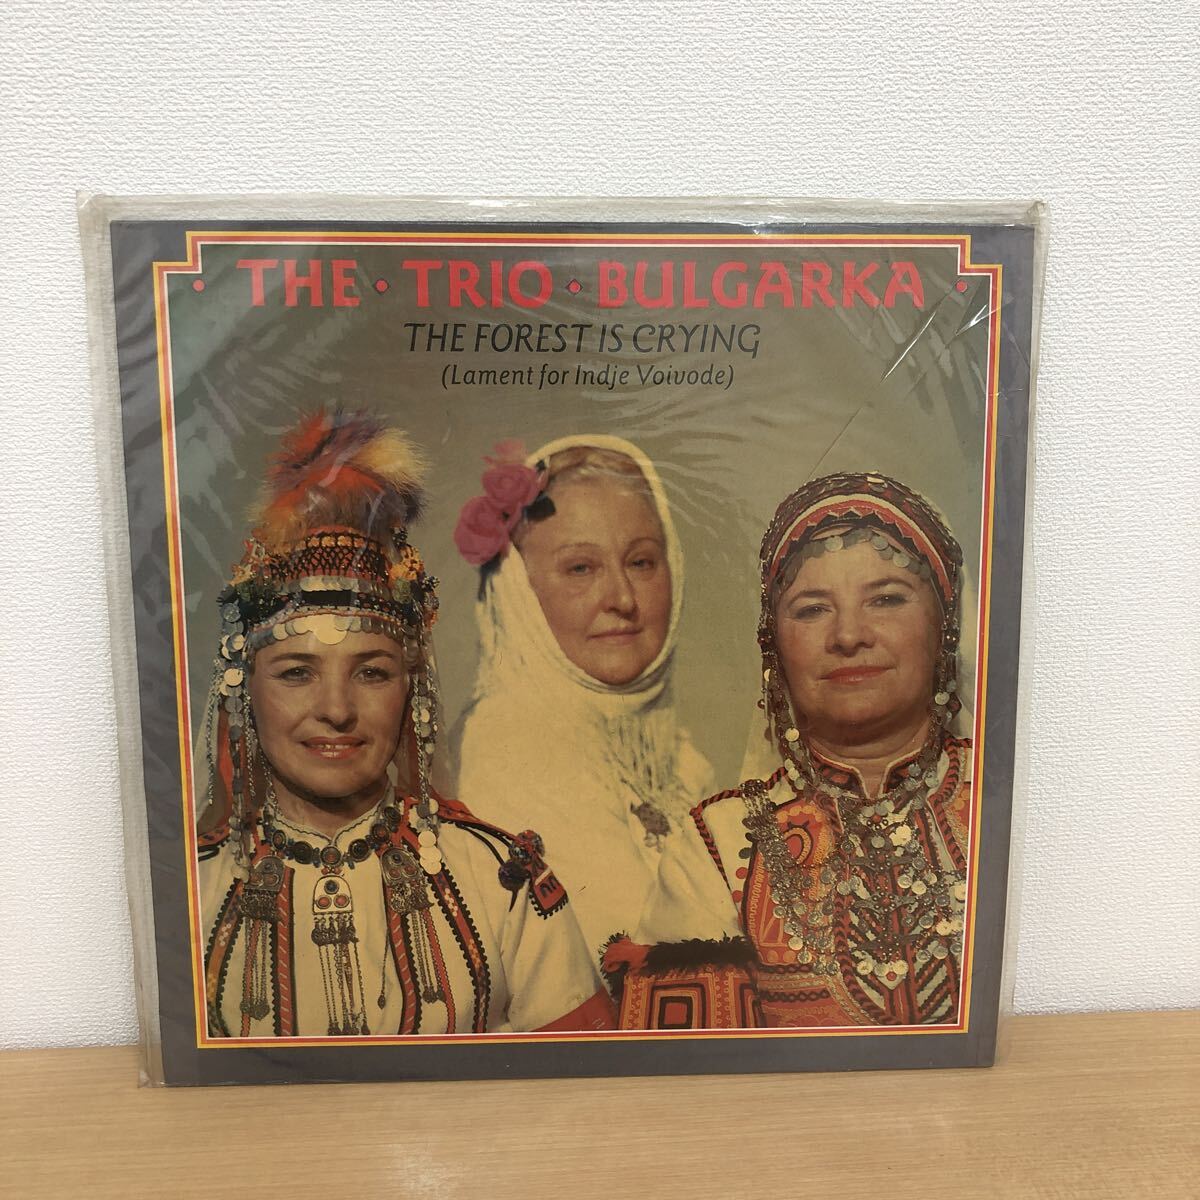 THE • TRIO • BULGARKA
THE FOREST IS CRYING
(Lament for Indje Voivode)